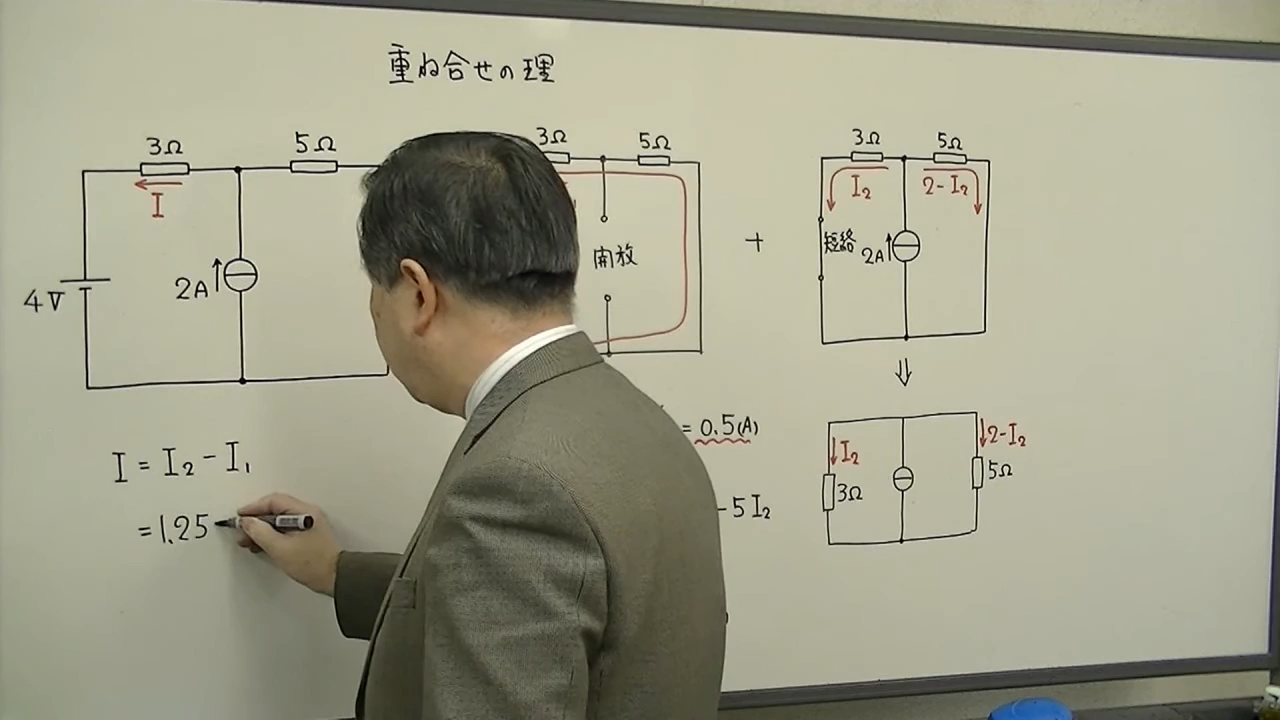 重ね合せの理
3Ω 5Ω
I
4V
2A
3Ω 5Ω
開放
+
3Ω 5Ω
I₂ 2-I₂
短絡 2A
⇓
I = I₂ - I₁
= 1.25
= 0.5(A)
-5I₂
I₂ 2-I₂
3Ω 5Ω